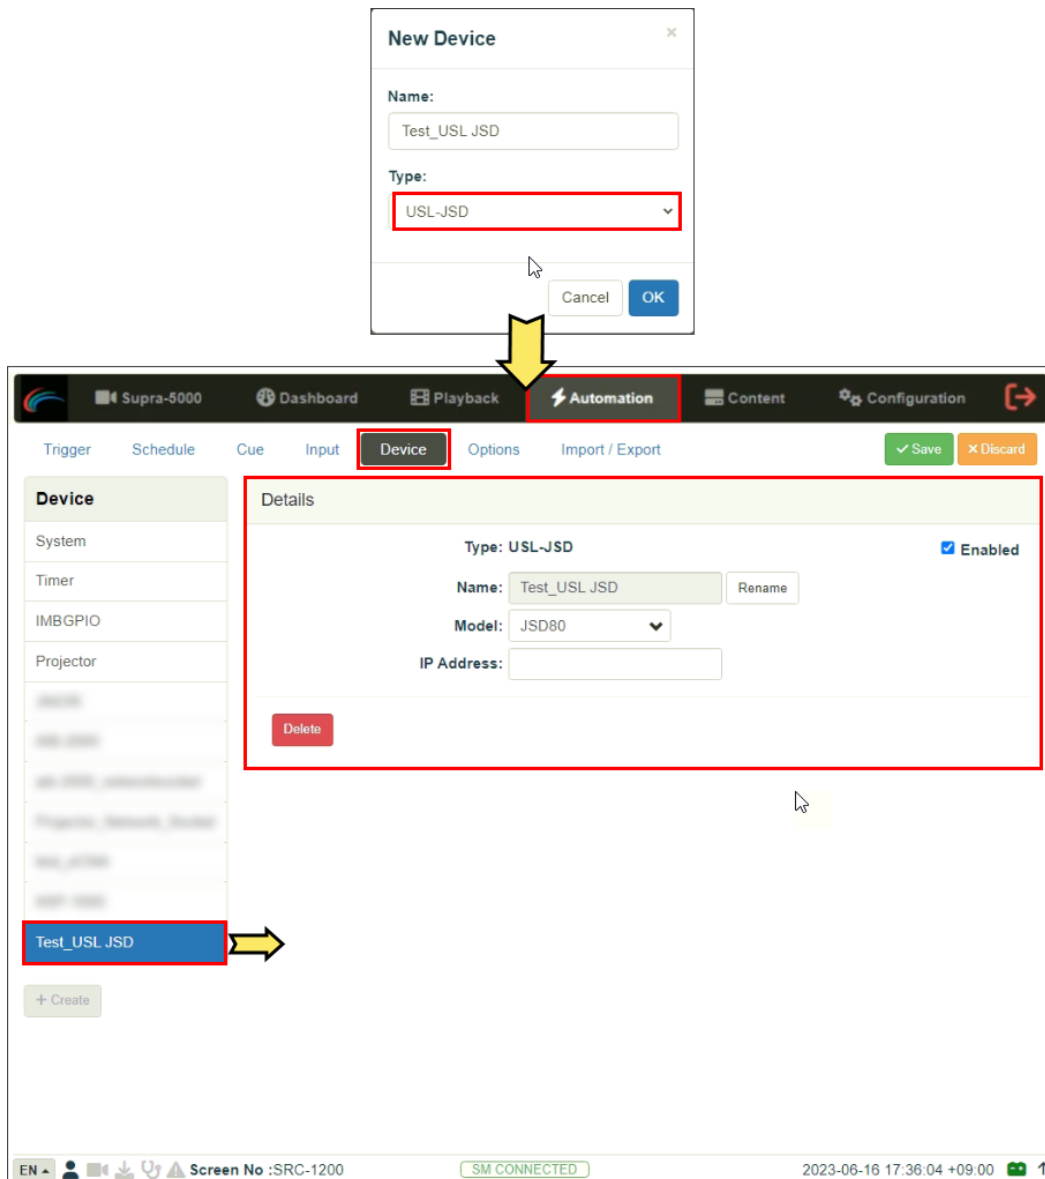 New Device ×
Name:
Test_USL JSD
Type:
USL-JSD
Cancel OK
Supra-5000 Dashboard Playback Automation Content Configuration
Trigger Schedule Cue Input Device Options Import / Export Save Discard
Device
System
Timer
IMBGPIO
Projector
Test_USL JSD
+ Create
Details
Type: USL-JSD Enabled
Name: Test_USL JSD Rename
Model: JSD80
IP Address:
Delete
EN Screen No :SRC-1200 SM CONNECTED 2023-06-16 17:36:04 +09:00